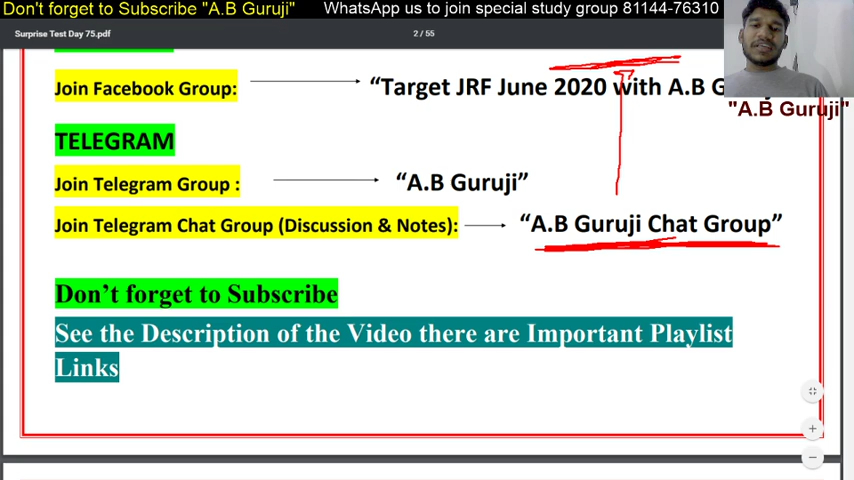 Don't forget to Subscribe "A.B Guruji" WhatsApp us to join special study group 81144-76310
Surprise Test Day 75.pdf 2 / 55
Join Facebook Group: “Target JRF June 2020 with A.B G
"A.B Guruji"
TELEGRAM
Join Telegram Group : “A.B Guruji”
Join Telegram Chat Group (Discussion & Notes): “A.B Guruji Chat Group”
Don’t forget to Subscribe
See the Description of the Video there are Important Playlist
Links